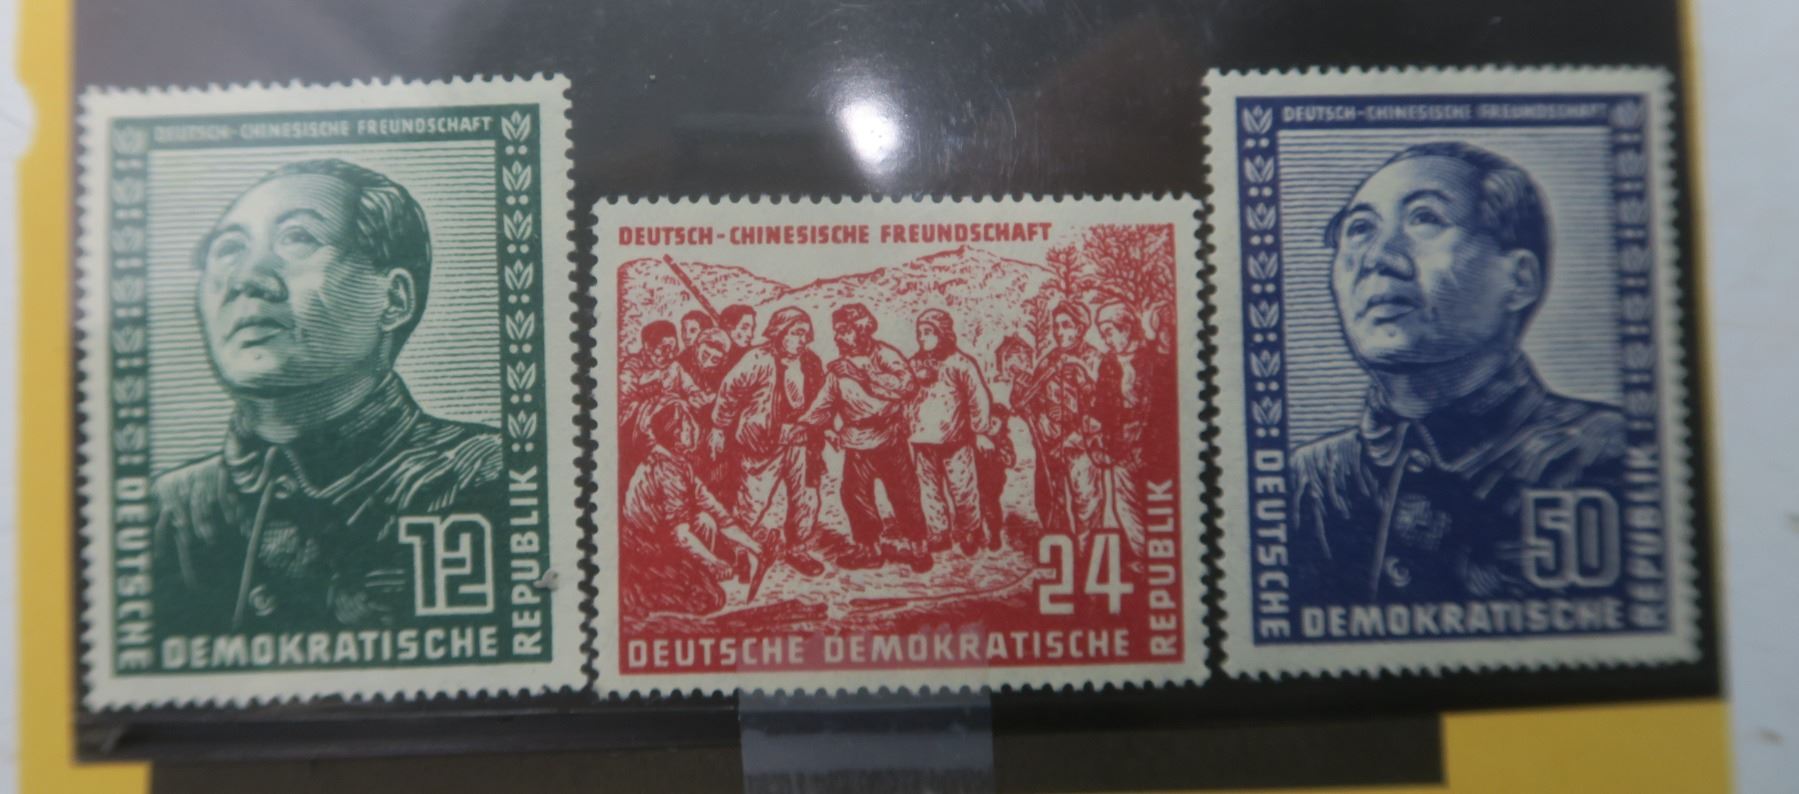 DEUTSCH-CHINESISCHE FREUNDSCHAFT
12
DEUTSCHE
DEMOKRATISCHE
REPUBLIK
DEUTSCH-CHINESISCHE FREUNDSCHAFT
24
DEUTSCHE DEMOKRATISCHE
REPUBLIK
DEUTSCH-CHINESISCHE FREUNDSCHAFT
50
DEUTSCHE
DEMOKRATISCHE
REPUBLIK